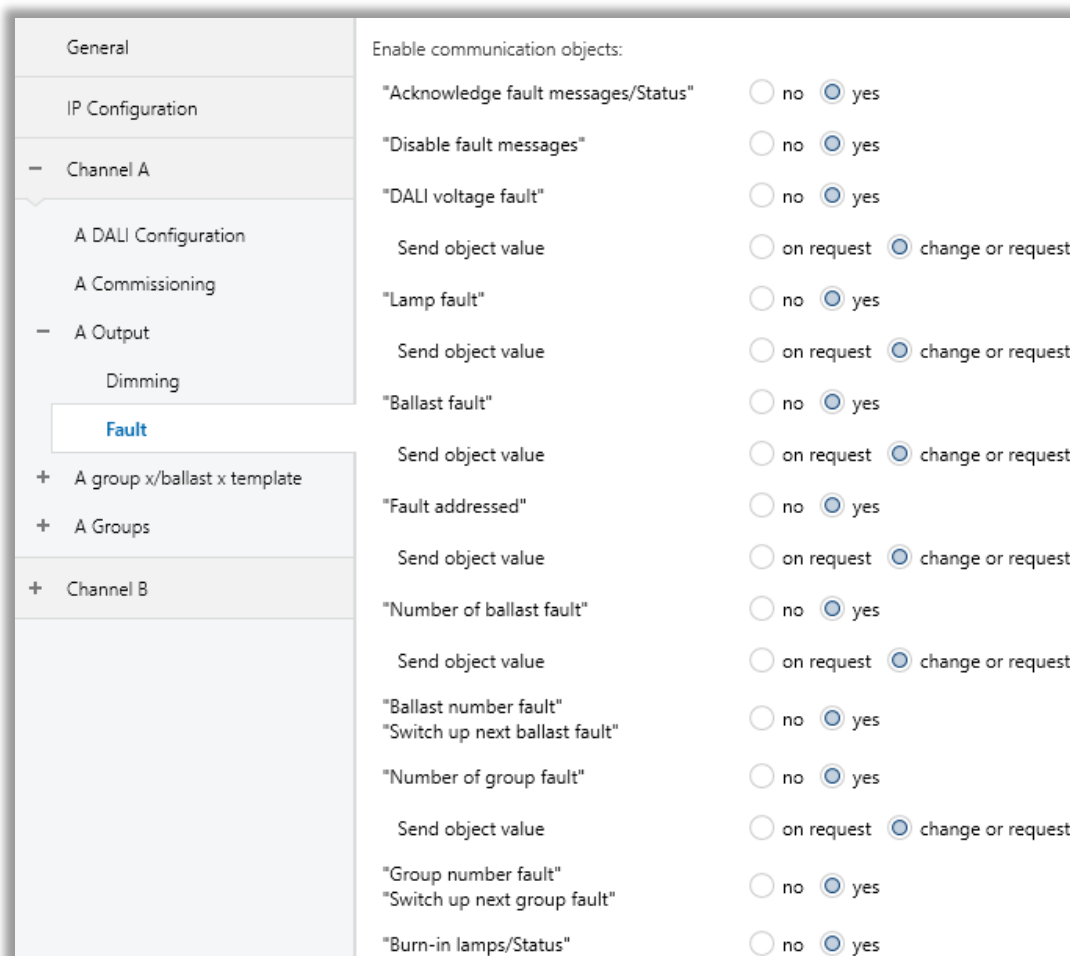 General
IP Configuration
Channel A
A DALI Configuration
A Commissioning
A Output
Dimming
Fault
A group x/ballast x template
A Groups
Channel B
Enable communication objects:
"Acknowledge fault messages/Status" no yes
"Disable fault messages" no yes
"DALI voltage fault" no yes
Send object value on request change or request
"Lamp fault" no yes
Send object value on request change or request
"Ballast fault" no yes
Send object value on request change or request
"Fault addressed" no yes
Send object value on request change or request
"Number of ballast fault" no yes
Send object value on request change or request
"Ballast number fault"
"Switch up next ballast fault" no yes
"Number of group fault" no yes
Send object value on request change or request
"Group number fault"
"Switch up next group fault" no yes
"Burn-in lamps/Status" no yes